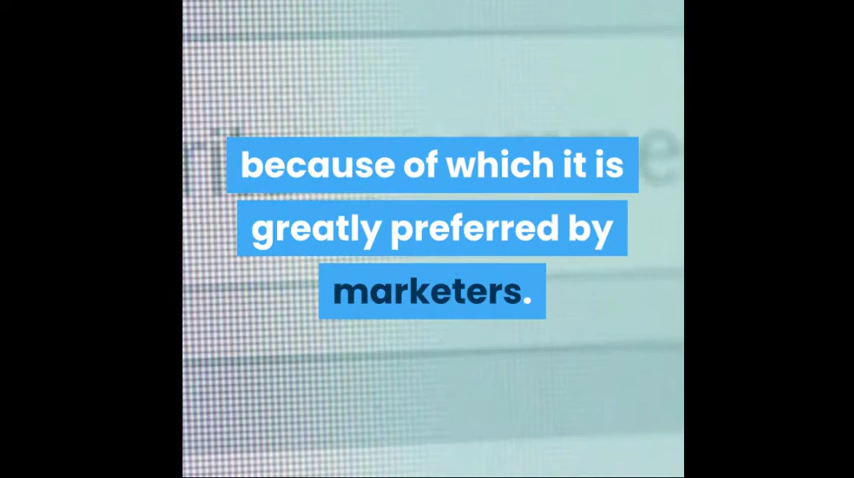 because of which it is
greatly preferred by
marketers.